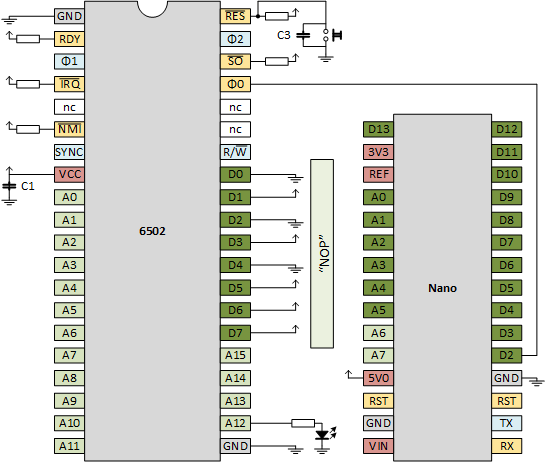 GND RES
RDY Φ2 C3
Φ1 SO
IRQ Φ0
nc nc
NMI nc D13 D12
SYNC R/W 3V3 D11
VCC D0 REF D10
C1
A0 D1 A0 D9
A1 D2 A1 D8
6502
A2 D3 A2 D7
"NOP"
A3 D4 A3 D6
A4 D5 A4 Nano D5
A5 D6 A5 D4
A6 D7 A6 D3
A7 A15 A7 D2
A8 A14 5V0 GND
A9 A13 RST RST
A10 A12 GND TX
A11 GND VIN RX